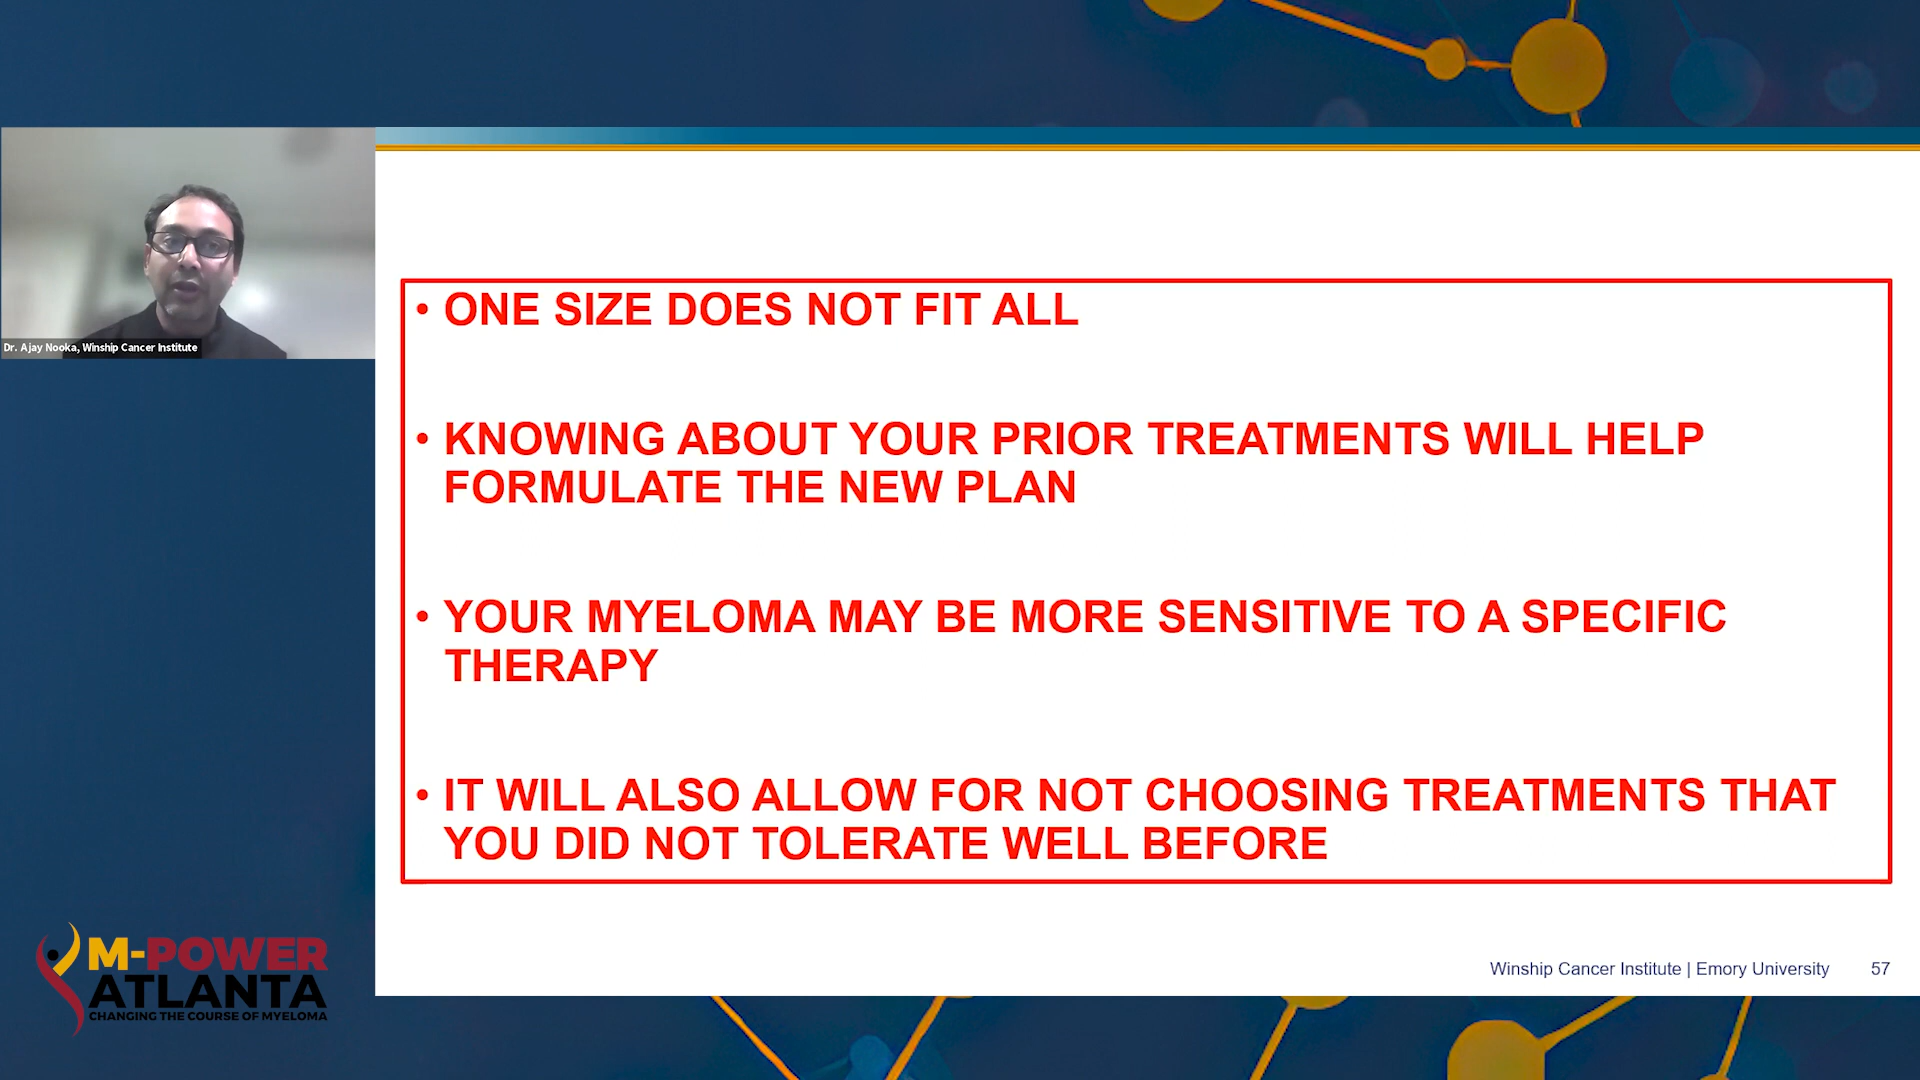 Dr. Ajay Nooka, Winship Cancer Institute
• ONE SIZE DOES NOT FIT ALL
• KNOWING ABOUT YOUR PRIOR TREATMENTS WILL HELP
FORMULATE THE NEW PLAN
• YOUR MYELOMA MAY BE MORE SENSITIVE TO A SPECIFIC
THERAPY
• IT WILL ALSO ALLOW FOR NOT CHOOSING TREATMENTS THAT
YOU DID NOT TOLERATE WELL BEFORE
Winship Cancer Institute | Emory University 57
M-POWER
ATLANTA
CHANGING THE COURSE OF MYELOMA